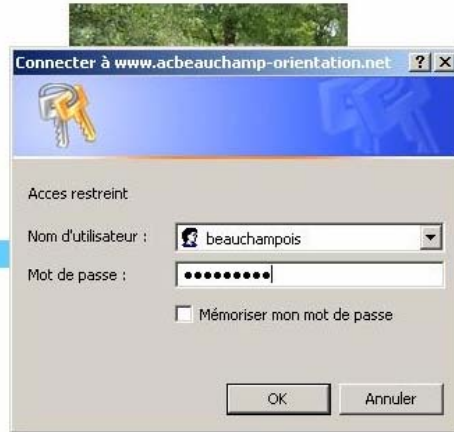 Connecter à www.acbeauchamp-orientation.net
Acces restreint
Nom d'utilisateur : beauchampois
Mot de passe : •••••••••
Mémoriser mon mot de passe
OK Annuler